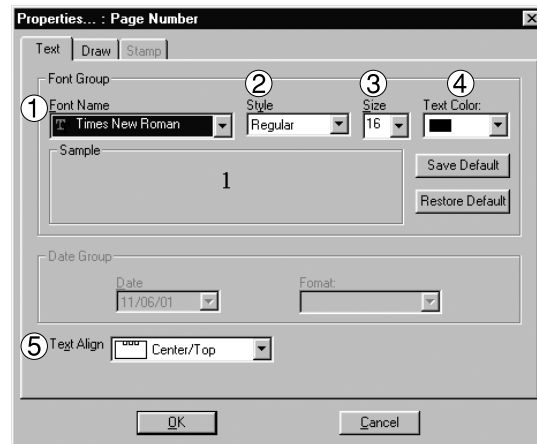 Properties... : Page Number
Text Draw Stamp
Font Group
② ③ ④
① Font Name Style Size Text Color:
Times New Roman Regular 16
Sample
1
Save Default
Restore Default
Date Group
Date Fomat:
11/06/01
⑤ Text Align Center/Top
OK Cancel